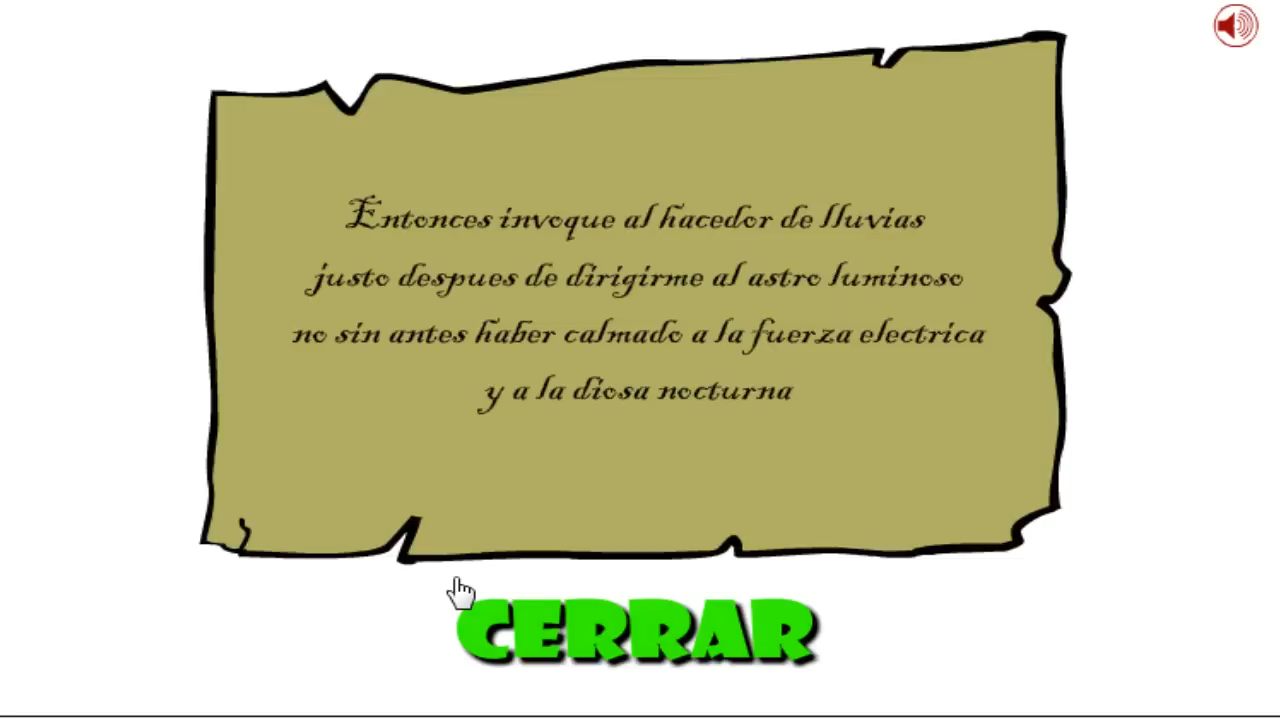 Entonces invoque al hacedor de lluvias
justo despues de dirigirme al astro luminoso
no sin antes haber calmado a la fuerza electrica
y a la diosa nocturna
CERRAR